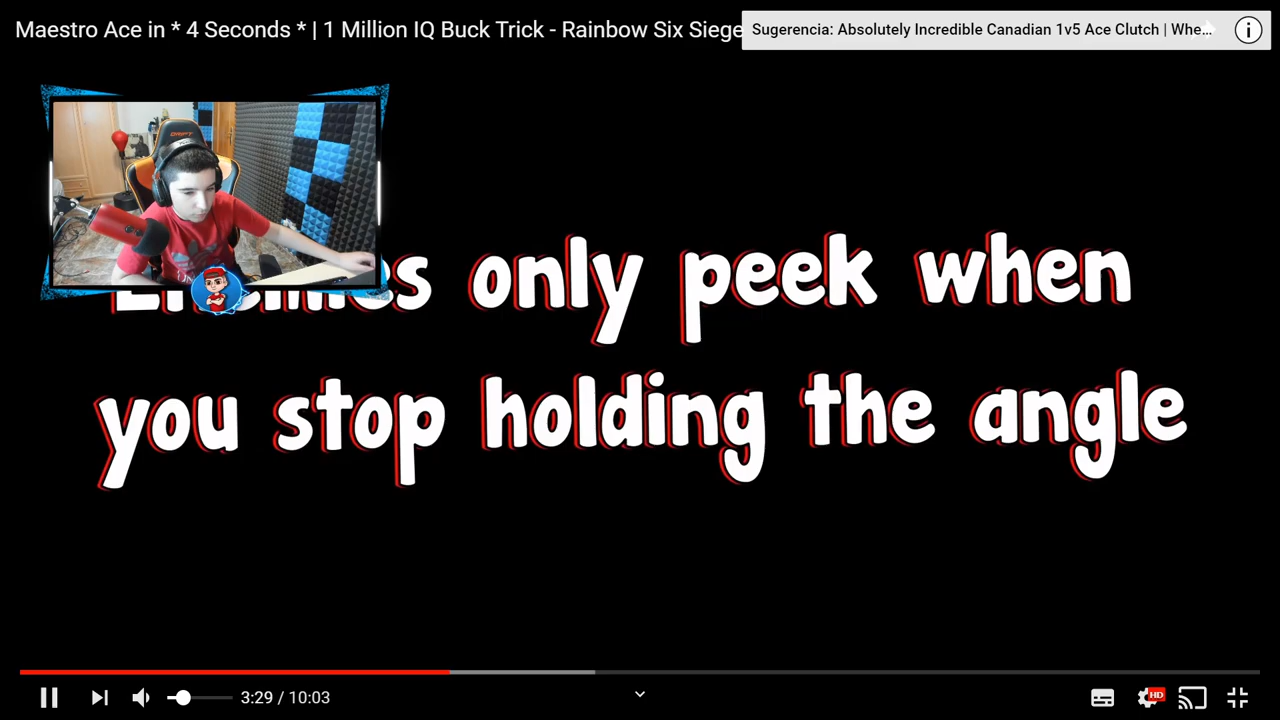 Maestro Ace in * 4 Seconds * | 1 Million IQ Buck Trick - Rainbow Six Siege
Sugerencia: Absolutely Incredible Canadian 1v5 Ace Clutch | Whe...
DRIFT
only peek when
you stop holding the angle
3:29 / 10:03
HD